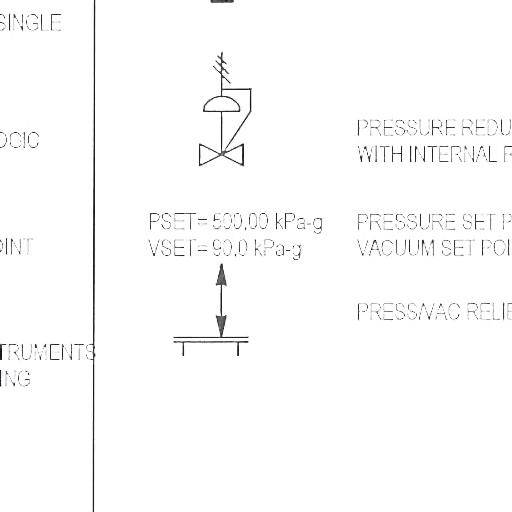 SINGLE
OGIC
OINT
TRUMENTS
ING
PRESSURE REDU
WITH INTERNAL
PSET= 500,00 kPa-g
VSET= 90,0 kPa-g
PRESSURE SET P
VACUUM SET POI
PRESS/VAC RELIE